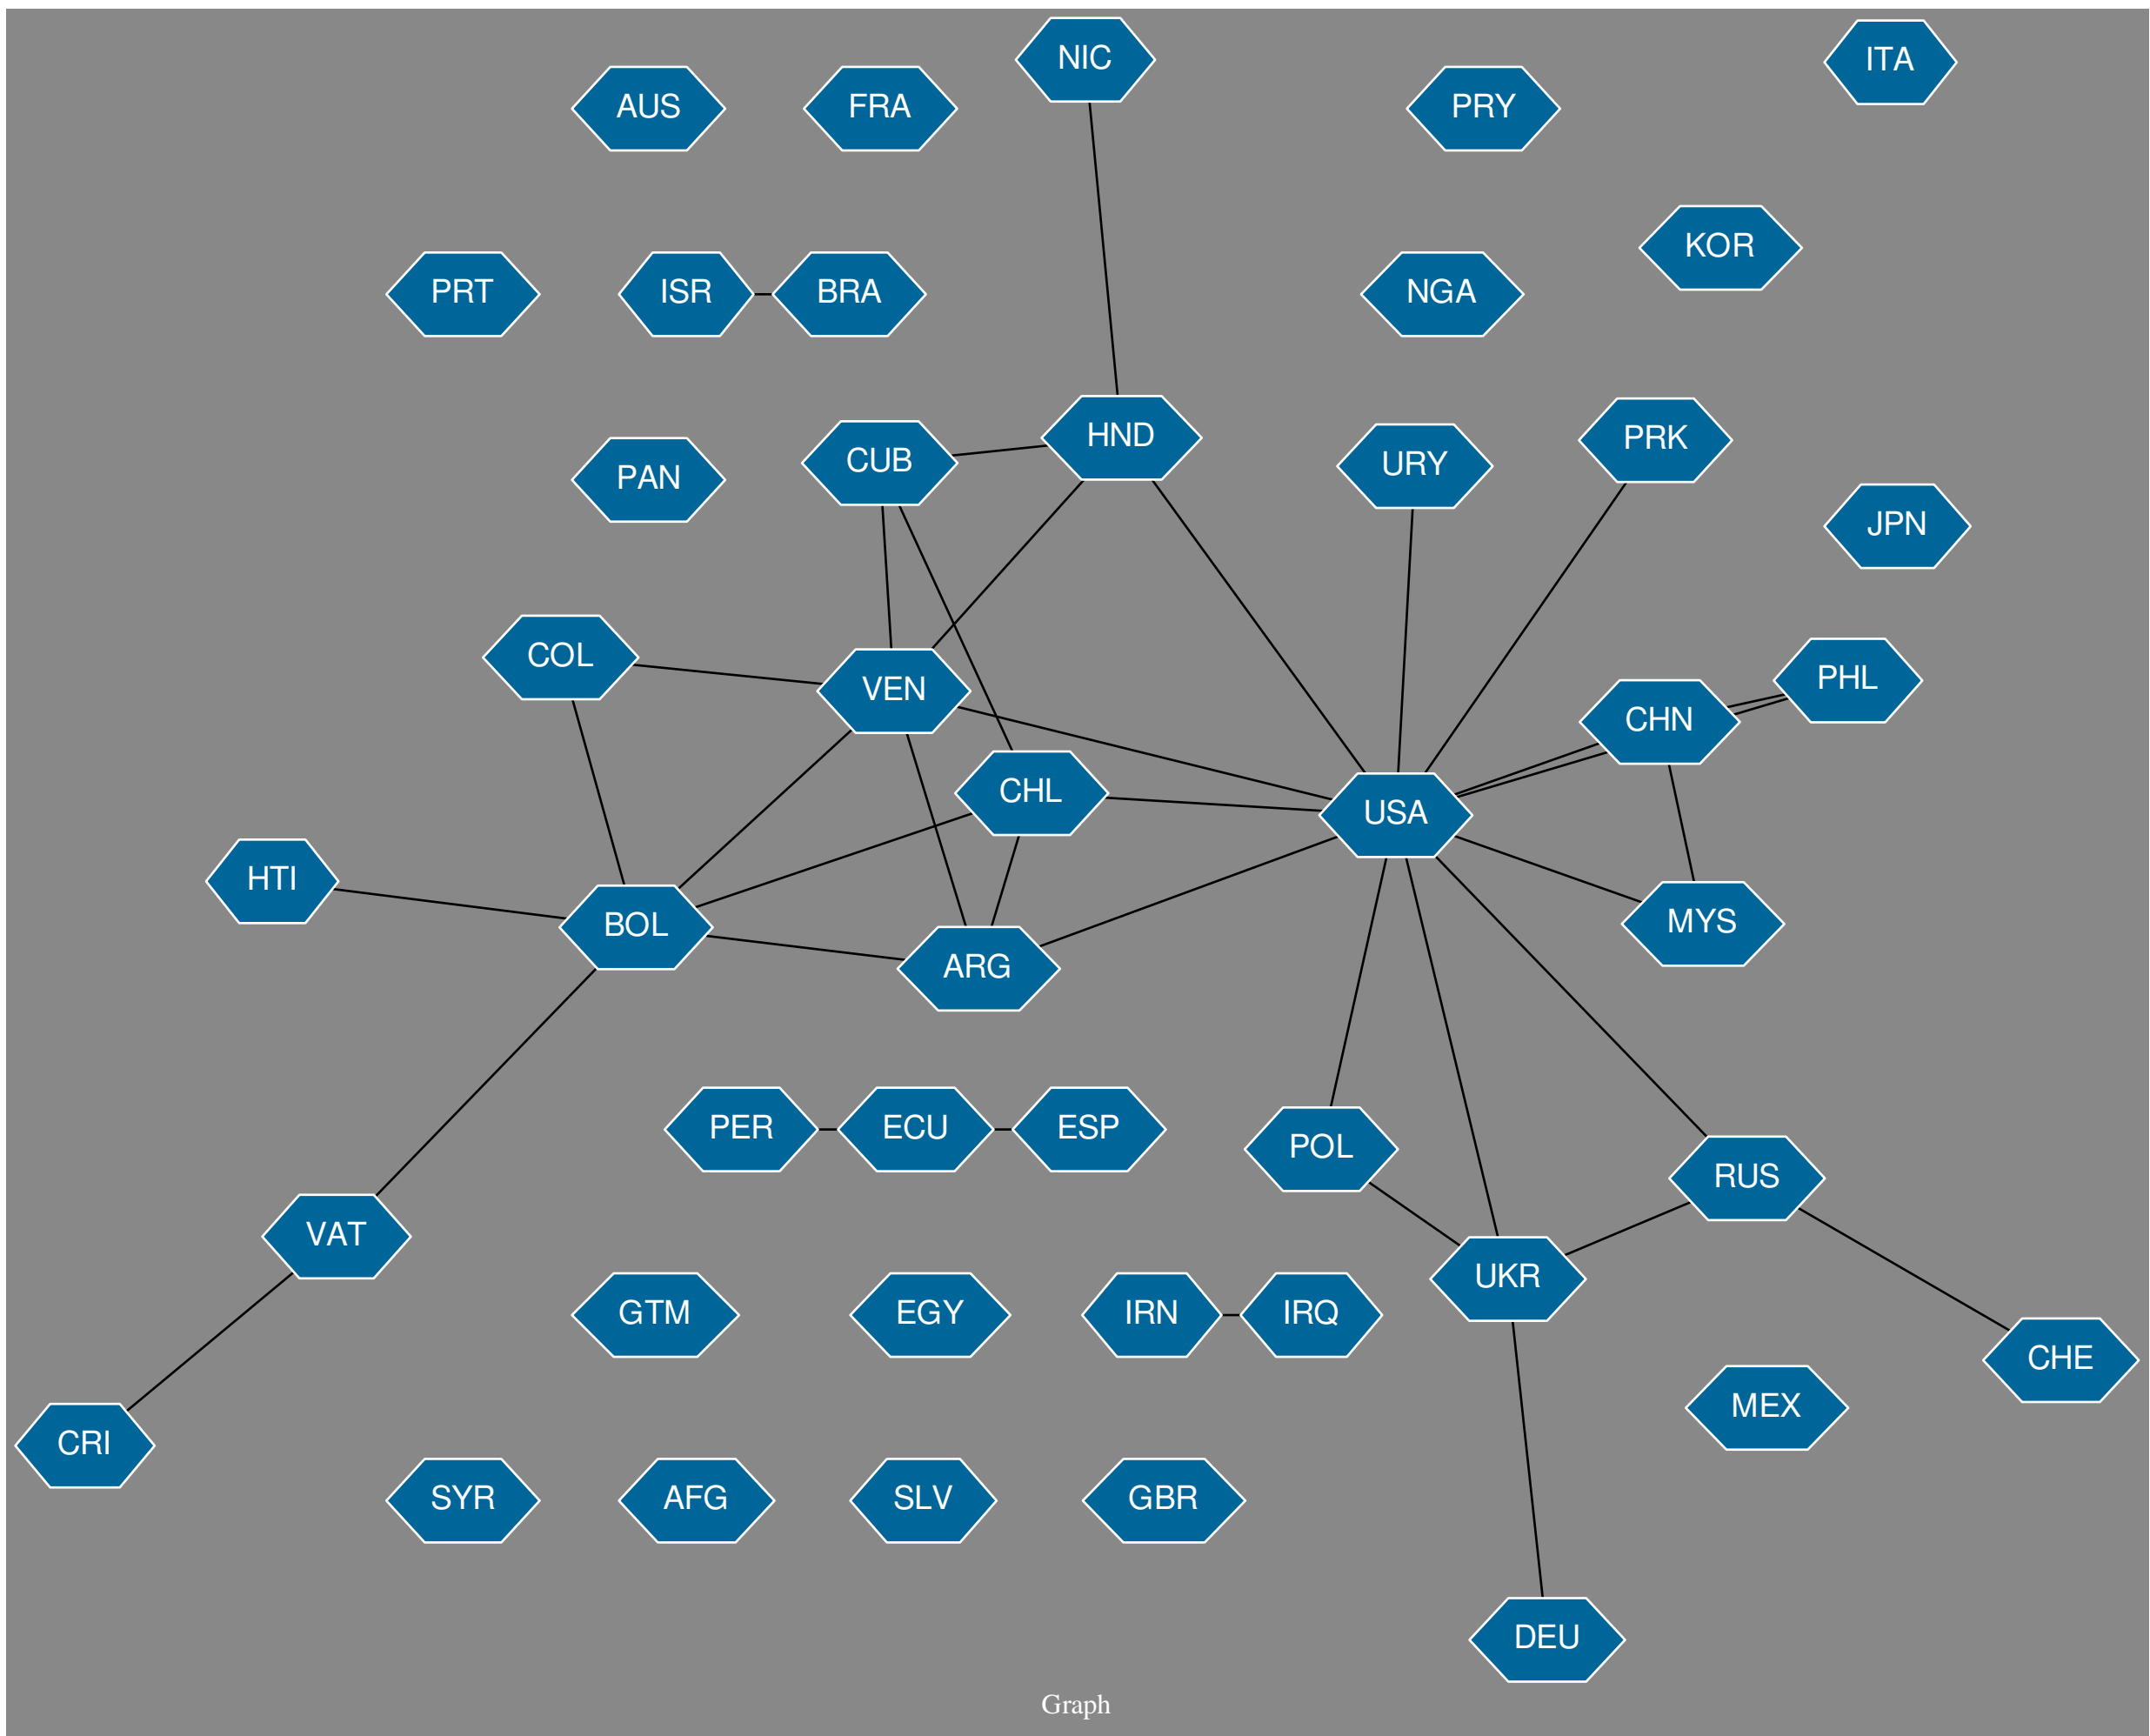 NIC
ITA
AUS
FRA
PRY
KOR
PRT
ISR
BRA
NGA
HND
PRK
CUB
URY
PAN
JPN
COL
PHL
VEN
CHN
CHL
USA
HTI
BOL
MYS
ARG
PER
ECU
ESP
POL
RUS
VAT
UKR
GTM
EGY
IRN
IRQ
CHE
MEX
CRI
SYR
AFG
SLV
GBR
DEU
Graph